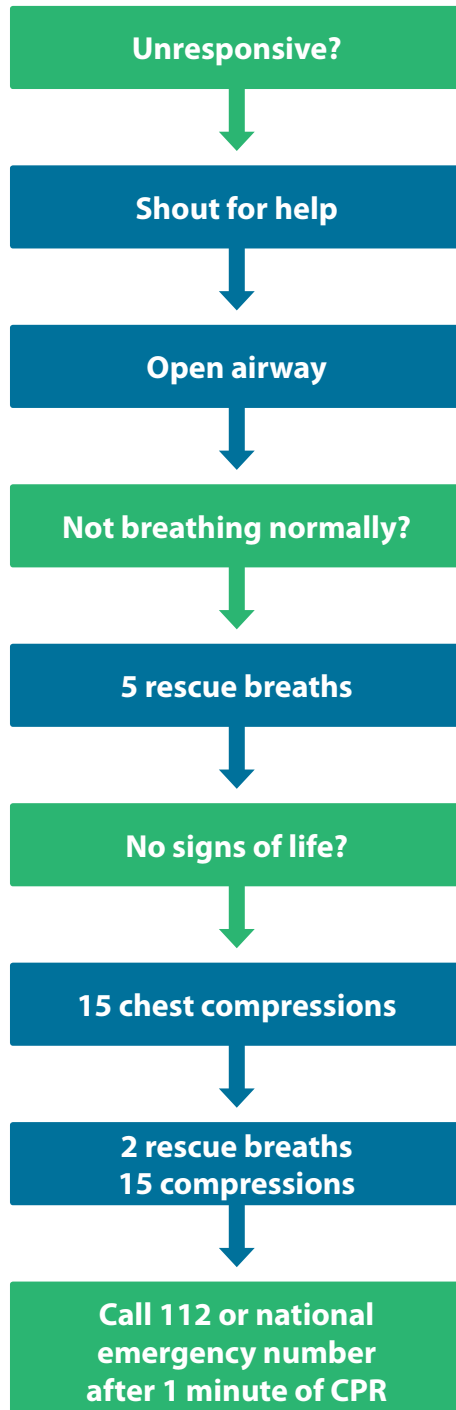 Unresponsive?
Shout for help
Open airway
Not breathing normally?
5 rescue breaths
No signs of life?
15 chest compressions
2 rescue breaths
15 compressions
Call 112 or national
emergency number
after 1 minute of CPR